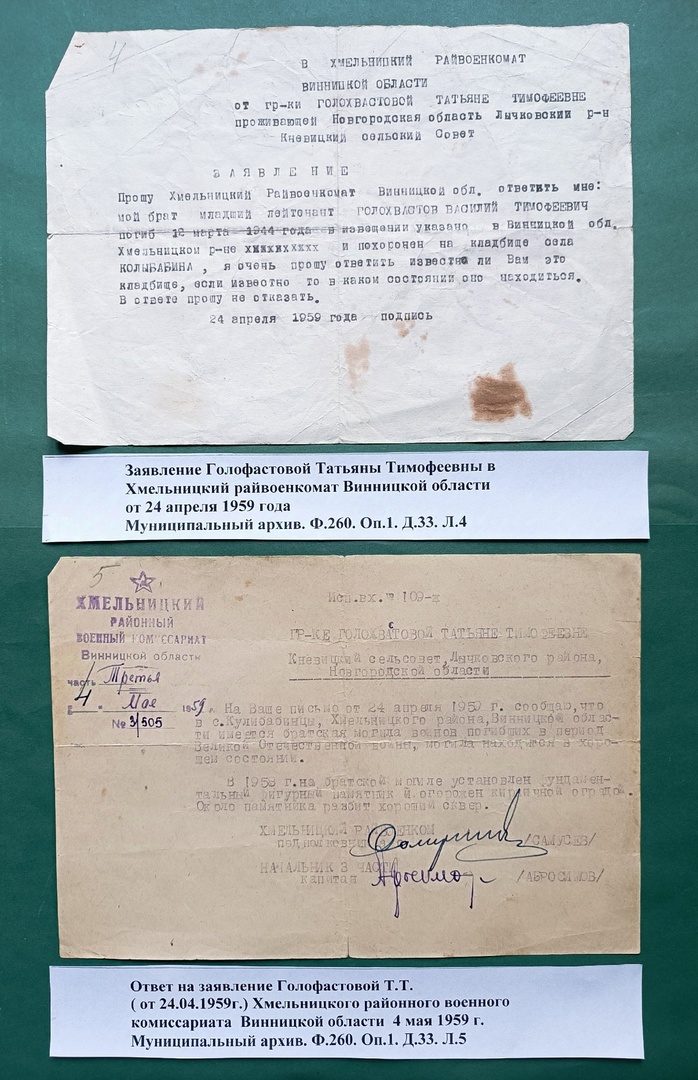 4
В ХМЕЛЬНИЦКИЙ РАЙВОЕНКОМАТ
ВИННИЦКОЙ ОБЛАСТИ
от гр-ки ГОЛОХВАСТОВОЙ ТАТЬЯНЕ ТИМОФЕЕВНЕ
проживающей Новгородская область Лычковский р-н
Кневицкий сельский Совет
ЗАЯВЛЕНИЕ
Прошу Хмельницкий Райвоенкомат Винницкой обл. ответить мне:
мой брат младший лейтенант ГОЛОХВАСТОВ ВАСИЛИЙ ТИМОФЕЕВИЧ
погиб 12 марта 1944 года в извещении указано в Винницкой обл.
Хмельницком р-не хххххххххх и похоронен на кладбище села
КОЛЫБАБИНА , я очень прошу ответить известно ли Вам это
кладбище, если известно то в каком состоянии оно находиться.
В ответе прошу не отказать.
24 апреля 1959 года подпись
Заявление Голофастовой Татьяны Тимофеевны в
Хмельницкий райвоенкомат Винницкой области
от 24 апреля 1959 года
Муниципальный архив. Ф.260. Оп.1. Д.33. Л.4
5
ХМЕЛЬНИЦКИЙ
РАЙОННЫЙ
ВОЕННЫЙ КОМИССАРИАТ
Винницкой области
часть Третья
4 Мая 1959 г.
№ 3/505
Исп.вх.№ 109-ж
ГР-КЕ ГОЛОХВАСТОВОЙ ТАТЬЯНЕ ТИМОФЕЕВНЕ
Кневицкий сельсовет, Лычковского района,
Новгородской области
На Ваше письмо от 24 апреля 1959 г. сообщаю, что
в с.Кулибабинцы, Хмельницкого района, Винницкой облас-
ти имеется братская могила воинов погибших в период
Великой Отечественной войны, могила находится в хоро-
шем состоянии.
В 1958 г.на братской могиле установлен фундамен-
тальный фигурный памятник и огорожен кирпичной оградой.
Около памятника разбит хороший сквер.
ХМЕЛЬНИЦКИЙ РАЙВОЕНКОМ
подполковник /САМУСЕВ/
НАЧАЛЬНИК 3 ЧАСТИ
капитан /АБРОСИМОВ/
Ответ на заявление Голофастовой Т.Т.
( от 24.04.1959г.) Хмельницкого районного военного
комиссариата Винницкой области 4 мая 1959 г.
Муниципальный архив. Ф.260. Оп.1. Д.33. Л.5